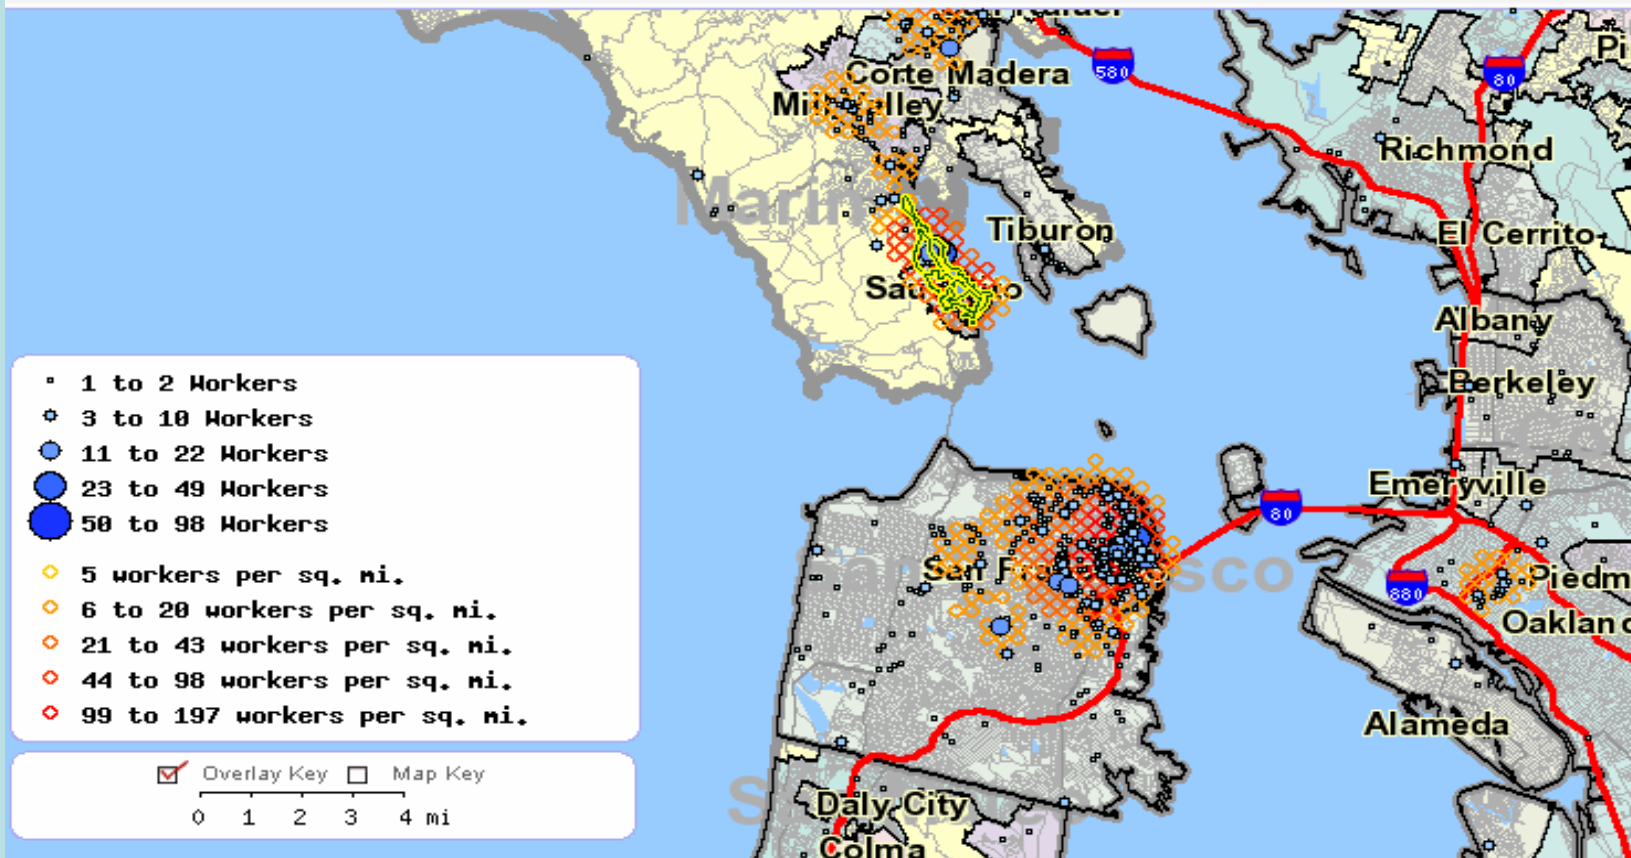 Corte Madera
580
80
Richmond
Marin
Tiburon
El Cerrito
Albany
Berkeley
1 to 2 Workers
3 to 10 Workers
11 to 22 Workers
23 to 49 Workers
50 to 98 Workers
5 workers per sq. mi.
6 to 20 workers per sq. mi.
21 to 43 workers per sq. mi.
44 to 98 workers per sq. mi.
99 to 197 workers per sq. mi.
Emeryville
80
880
Oakland
Alameda
Overlay Key
Map Key
0 1 2 3 4 mi
Daly City
Colma